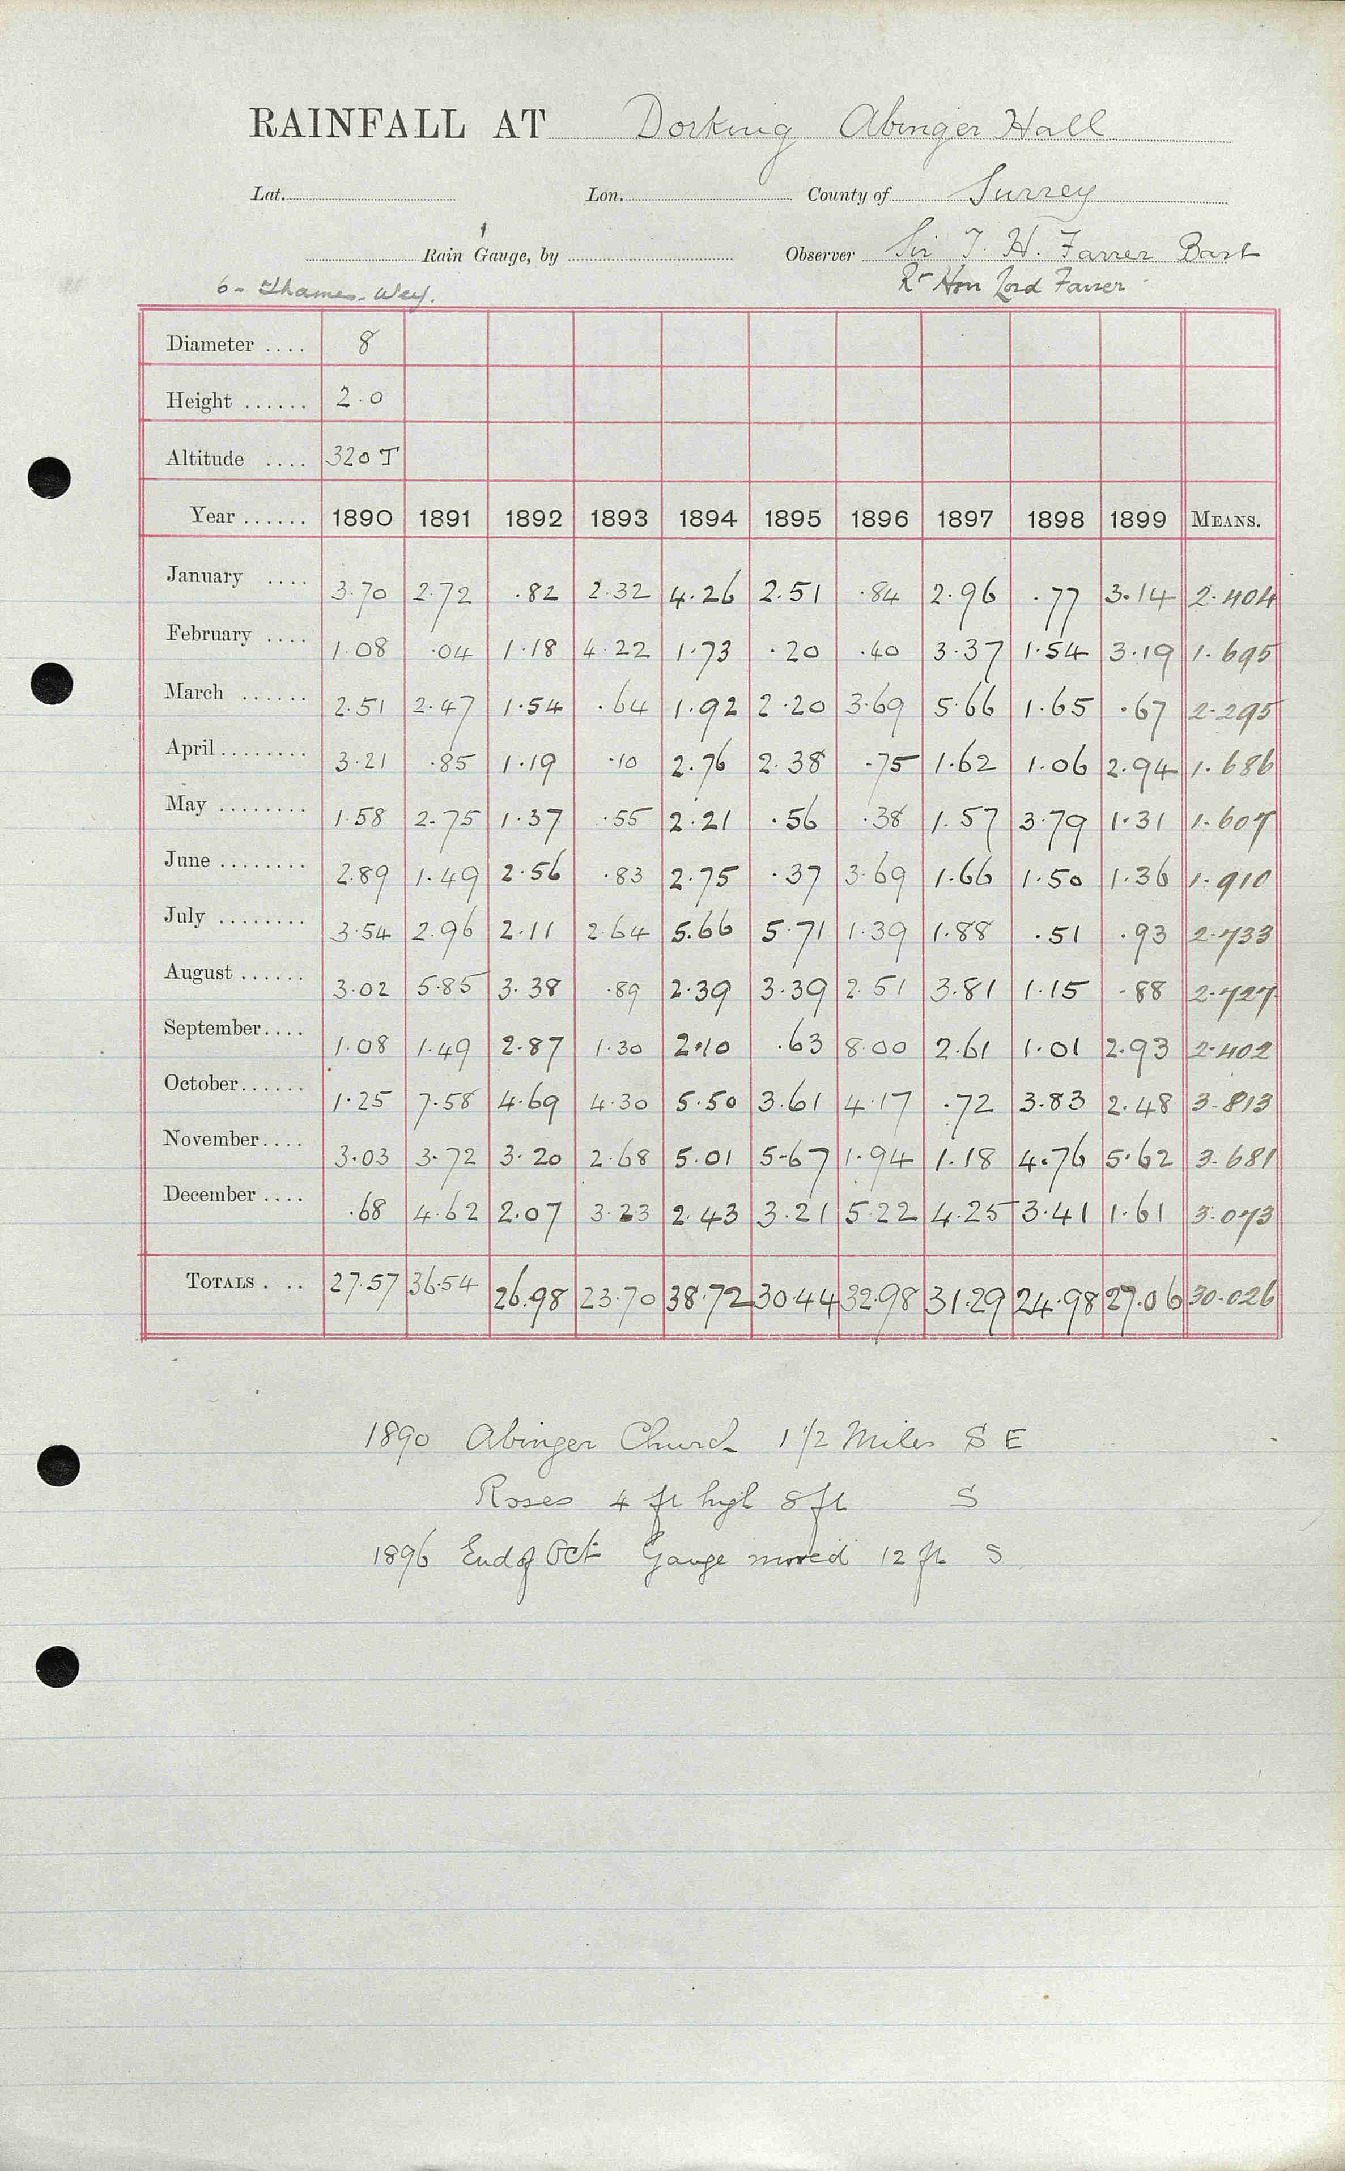 RAINFALL AT Dorking Abinger Hall
Lat. Lon. County of Surrey
Rain Gauge, by Observer Sir T. H. Farrer Bart
6 - Thames - Wey. Rt Hon Lord Farrer
Diameter .... 8
Height ...... 2.0
Altitude .... 320 T
Year ...... 1890 1891 1892 1893 1894 1895 1896 1897 1898 1899 MEANS.
January .... 3.70 2.72 .82 2.32 4.26 2.51 .84 2.96 .77 3.14 2.404
February .... 1.08 .04 1.18 4.22 1.73 .20 .40 3.37 1.54 3.19 1.695
March ...... 2.51 2.47 1.54 .64 1.92 2.20 3.69 5.66 1.65 .67 2.295
April ........ 3.21 .85 1.19 .10 2.76 2.38 .75 1.62 1.06 2.94 1.686
May ........ 1.58 2.75 1.37 .55 2.21 .56 .38 1.57 3.79 1.31 1.607
June ........ 2.89 1.49 2.56 .83 2.75 .37 3.69 1.66 1.50 1.36 1.910
July ........ 3.54 2.96 2.11 2.64 5.66 5.71 1.39 1.88 .51 .93 2.733
August ...... 3.02 5.85 3.38 .89 2.39 3.39 2.51 3.81 1.15 .88 2.727
September .... 1.08 1.49 2.87 1.30 2.10 .63 8.00 2.61 1.01 2.93 2.402
October ...... 1.25 7.58 4.69 4.30 5.50 3.61 4.17 .72 3.83 2.48 3.813
November .... 3.03 3.72 3.20 2.68 5.01 5.67 1.94 1.18 4.76 5.62 3.681
December .... .68 4.62 2.07 3.23 2.43 3.21 5.22 4.25 3.41 1.61 3.073
TOTALS . .. 27.57 36.54 26.98 23.70 38.72 30.44 32.98 31.29 24.98 27.06 30.026
1890 Abinger Church 1 1/2 Miles S E
Roses 4 ft high 8 ft S
1896 End of Oct Gauge moved 12 ft S